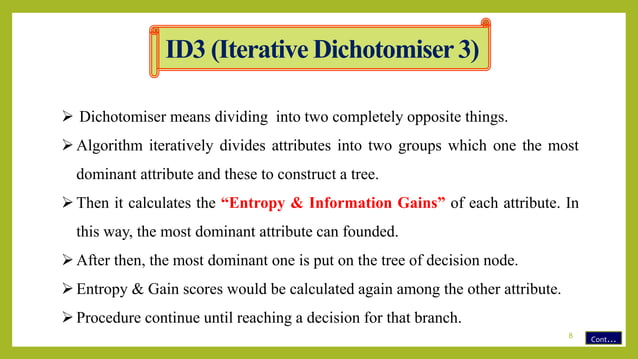 ID3 (Iterative Dichotomiser 3)
➢ Dichotomiser means dividing into two completely opposite things.
➢ Algorithm iteratively divides attributes into two groups which one the most
dominant attribute and these to construct a tree.
➢ Then it calculates the “Entropy & Information Gains” of each attribute. In
this way, the most dominant attribute can founded.
➢ After then, the most dominant one is put on the tree of decision node.
➢ Entropy & Gain scores would be calculated again among the other attribute.
➢ Procedure continue until reaching a decision for that branch.
8
Cont…